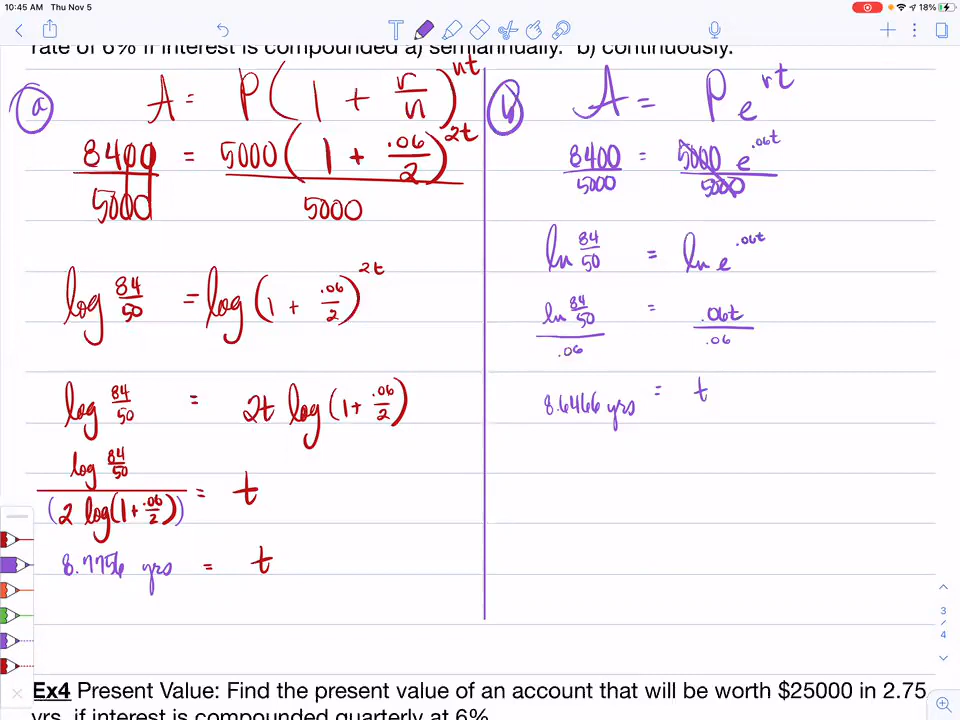 10:45 AM Thu Nov 5
18%
rate of 6% if interest is compounded a) semiannually. b) continuously.
a
A = P(1 + r/n)^nt
8400/5000 = 5000(1 + .06/2)^2t/5000
log 84/50 = log (1 + .06/2)^2t
log 84/50 = 2t log (1 + .06/2)
log 84/50/(2 log(1 + .06/2)) = t
8.7756 yrs = t
b
A = Pe^rt
8400/5000 = 5000 e^.06t/5000
ln 84/50 = ln e^.06t
ln 84/50/.06 = .06t/.06
8.6466 yrs = t
3
/
4
Ex4 Present Value: Find the present value of an account that will be worth $25000 in 2.75
yrs. if interest is compounded quarterly at 6%